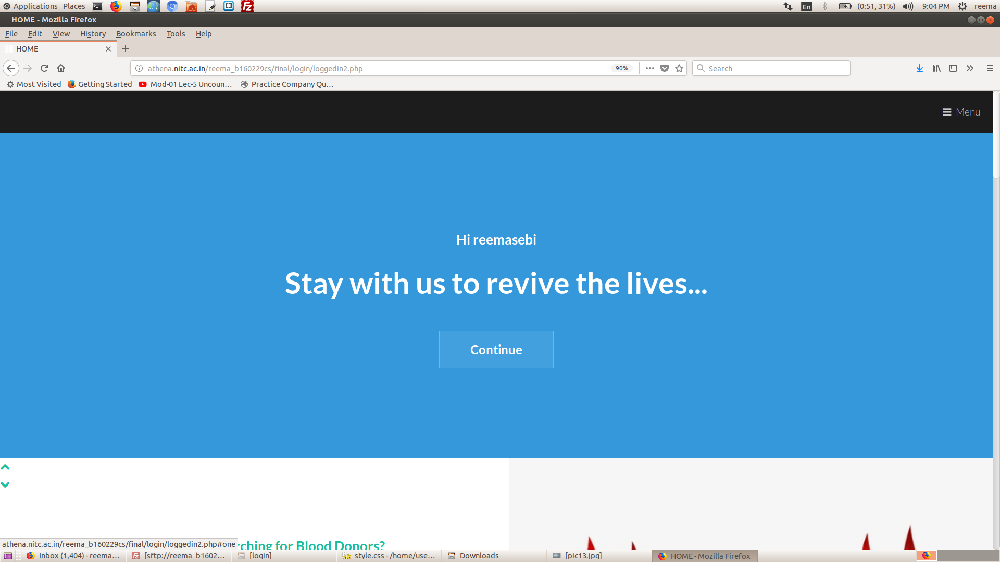 Applications Places En (0:51, 31%) 9:04 PM reema
HOME - Mozilla Firefox
File Edit View History Bookmarks Tools Help
HOME
athena.nitc.ac.in/reema_b160229cs/final/login/loggedin2.php 90% Search
Most Visited Getting Started Mod-01 Lec-5 Uncoun... Practice Company Qu...
Menu
Hi reemasebi
Stay with us to revive the lives...
Continue
rching for Blood Donors?
athena.nitc.ac.in/reema_b160229cs/final/login/loggedin2.php#one
Inbox (1,404) - reema... [sftp://reema_b1602... [login] style.css - /home/use... Downloads [pic13.jpg] HOME - Mozilla Firefox